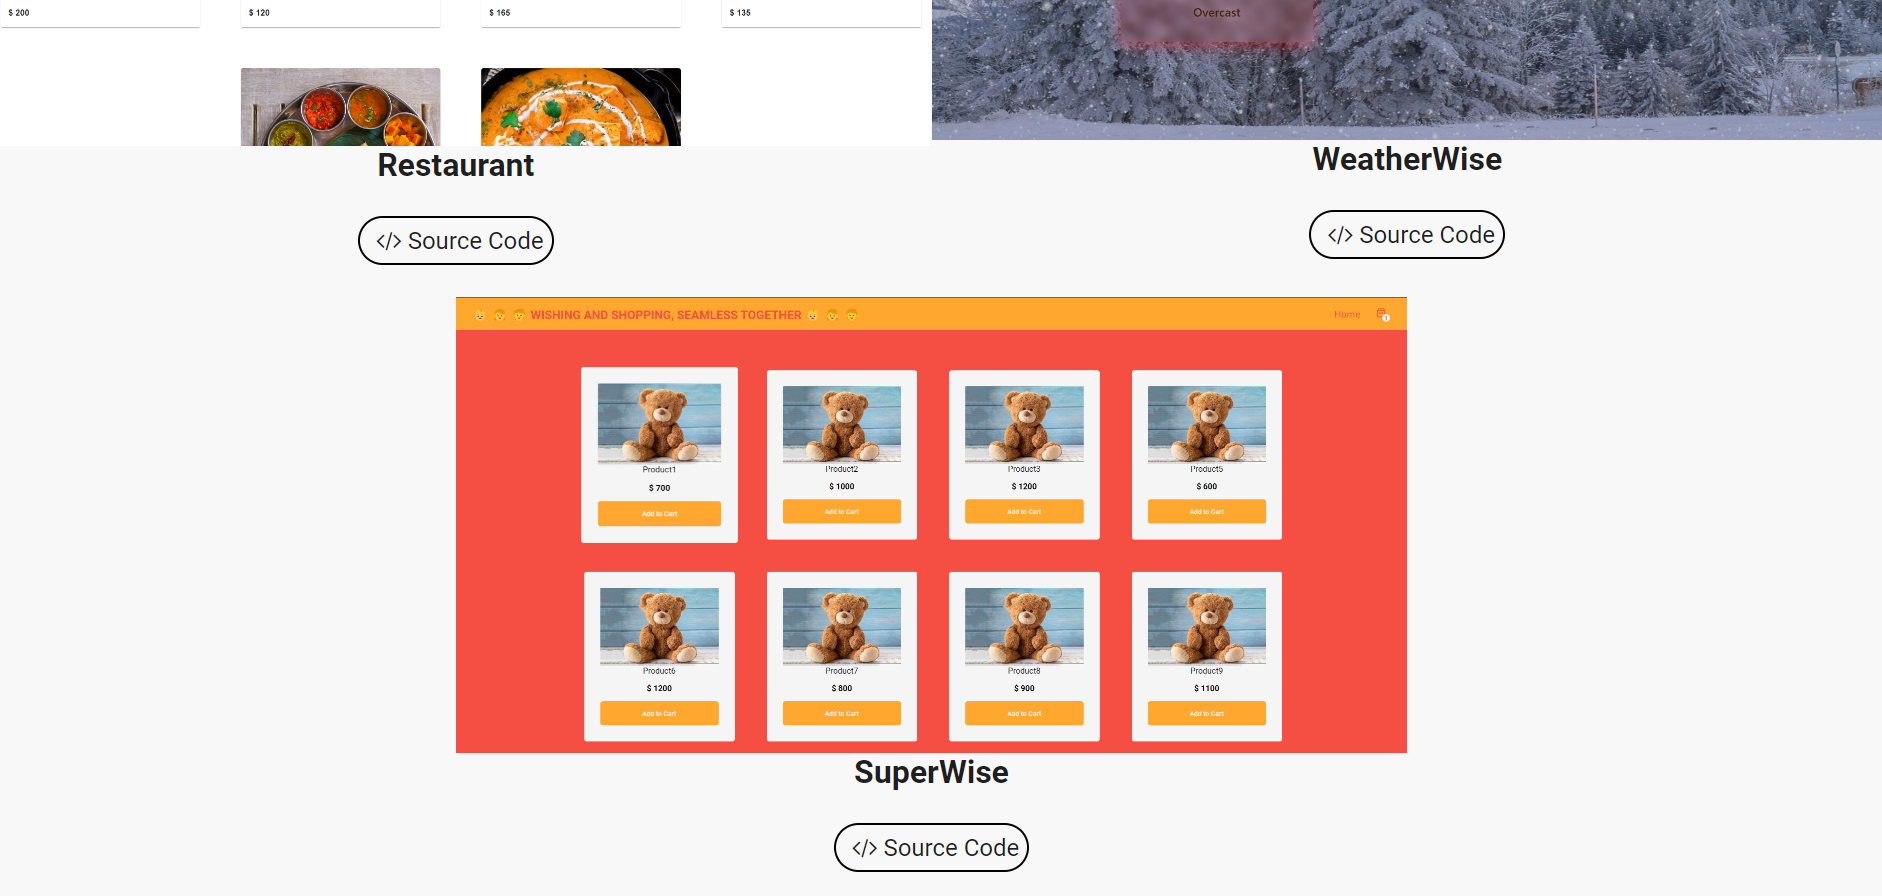 $ 200
$ 120
$ 165
$ 135
Overcast
Restaurant
WeatherWise
</> Source Code
</> Source Code
WISHING AND SHOPPING, SEAMLESS TOGETHER
Home
Product1
Product2
Product3
Product5
$ 700
$ 1000
$ 1200
$ 600
Add to Cart
Add to Cart
Add to Cart
Add to Cart
Product6
Product7
Product8
Product9
$ 1200
$ 800
$ 900
$ 1100
Add to Cart
Add to Cart
Add to Cart
Add to Cart
SuperWise
</> Source Code